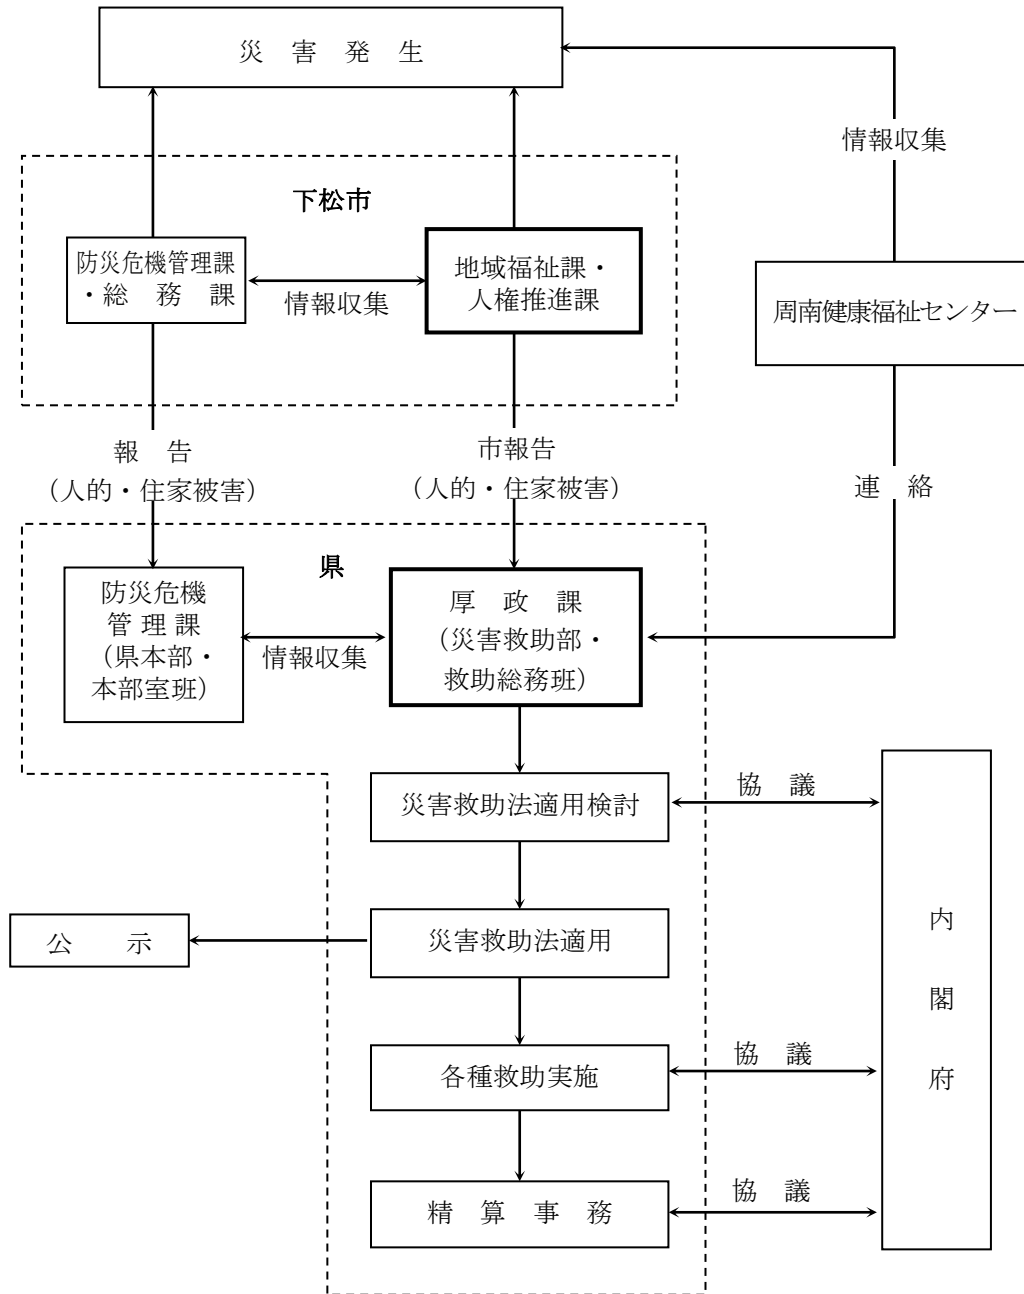 災　害　発　生
情報収集
下松市
防災危機管理課
・総　務　課
情報収集
地域福祉課・
人権推進課
周南健康福祉センター
報　告
（人的・住家被害）
市報告
（人的・住家被害）
連　絡
県
防災危機
管 理 課
（県本部・
本部室班）
情報収集
厚　政　課
（災害救助部・
救助総務班）
災害救助法適用検討
協　議
公　　示
災害救助法適用
内
閣
府
各種救助実施
協　議
精　算　事　務
協　議